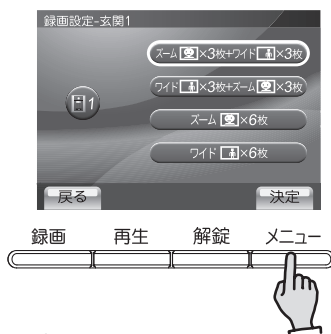 録画設定-玄関1
ズーム×3枚+ワイド×3枚
ワイド×3枚+ズーム×3枚
1
ズーム×6枚
ワイド×6枚
戻る 決定
録画 再生 解錠 メニュー